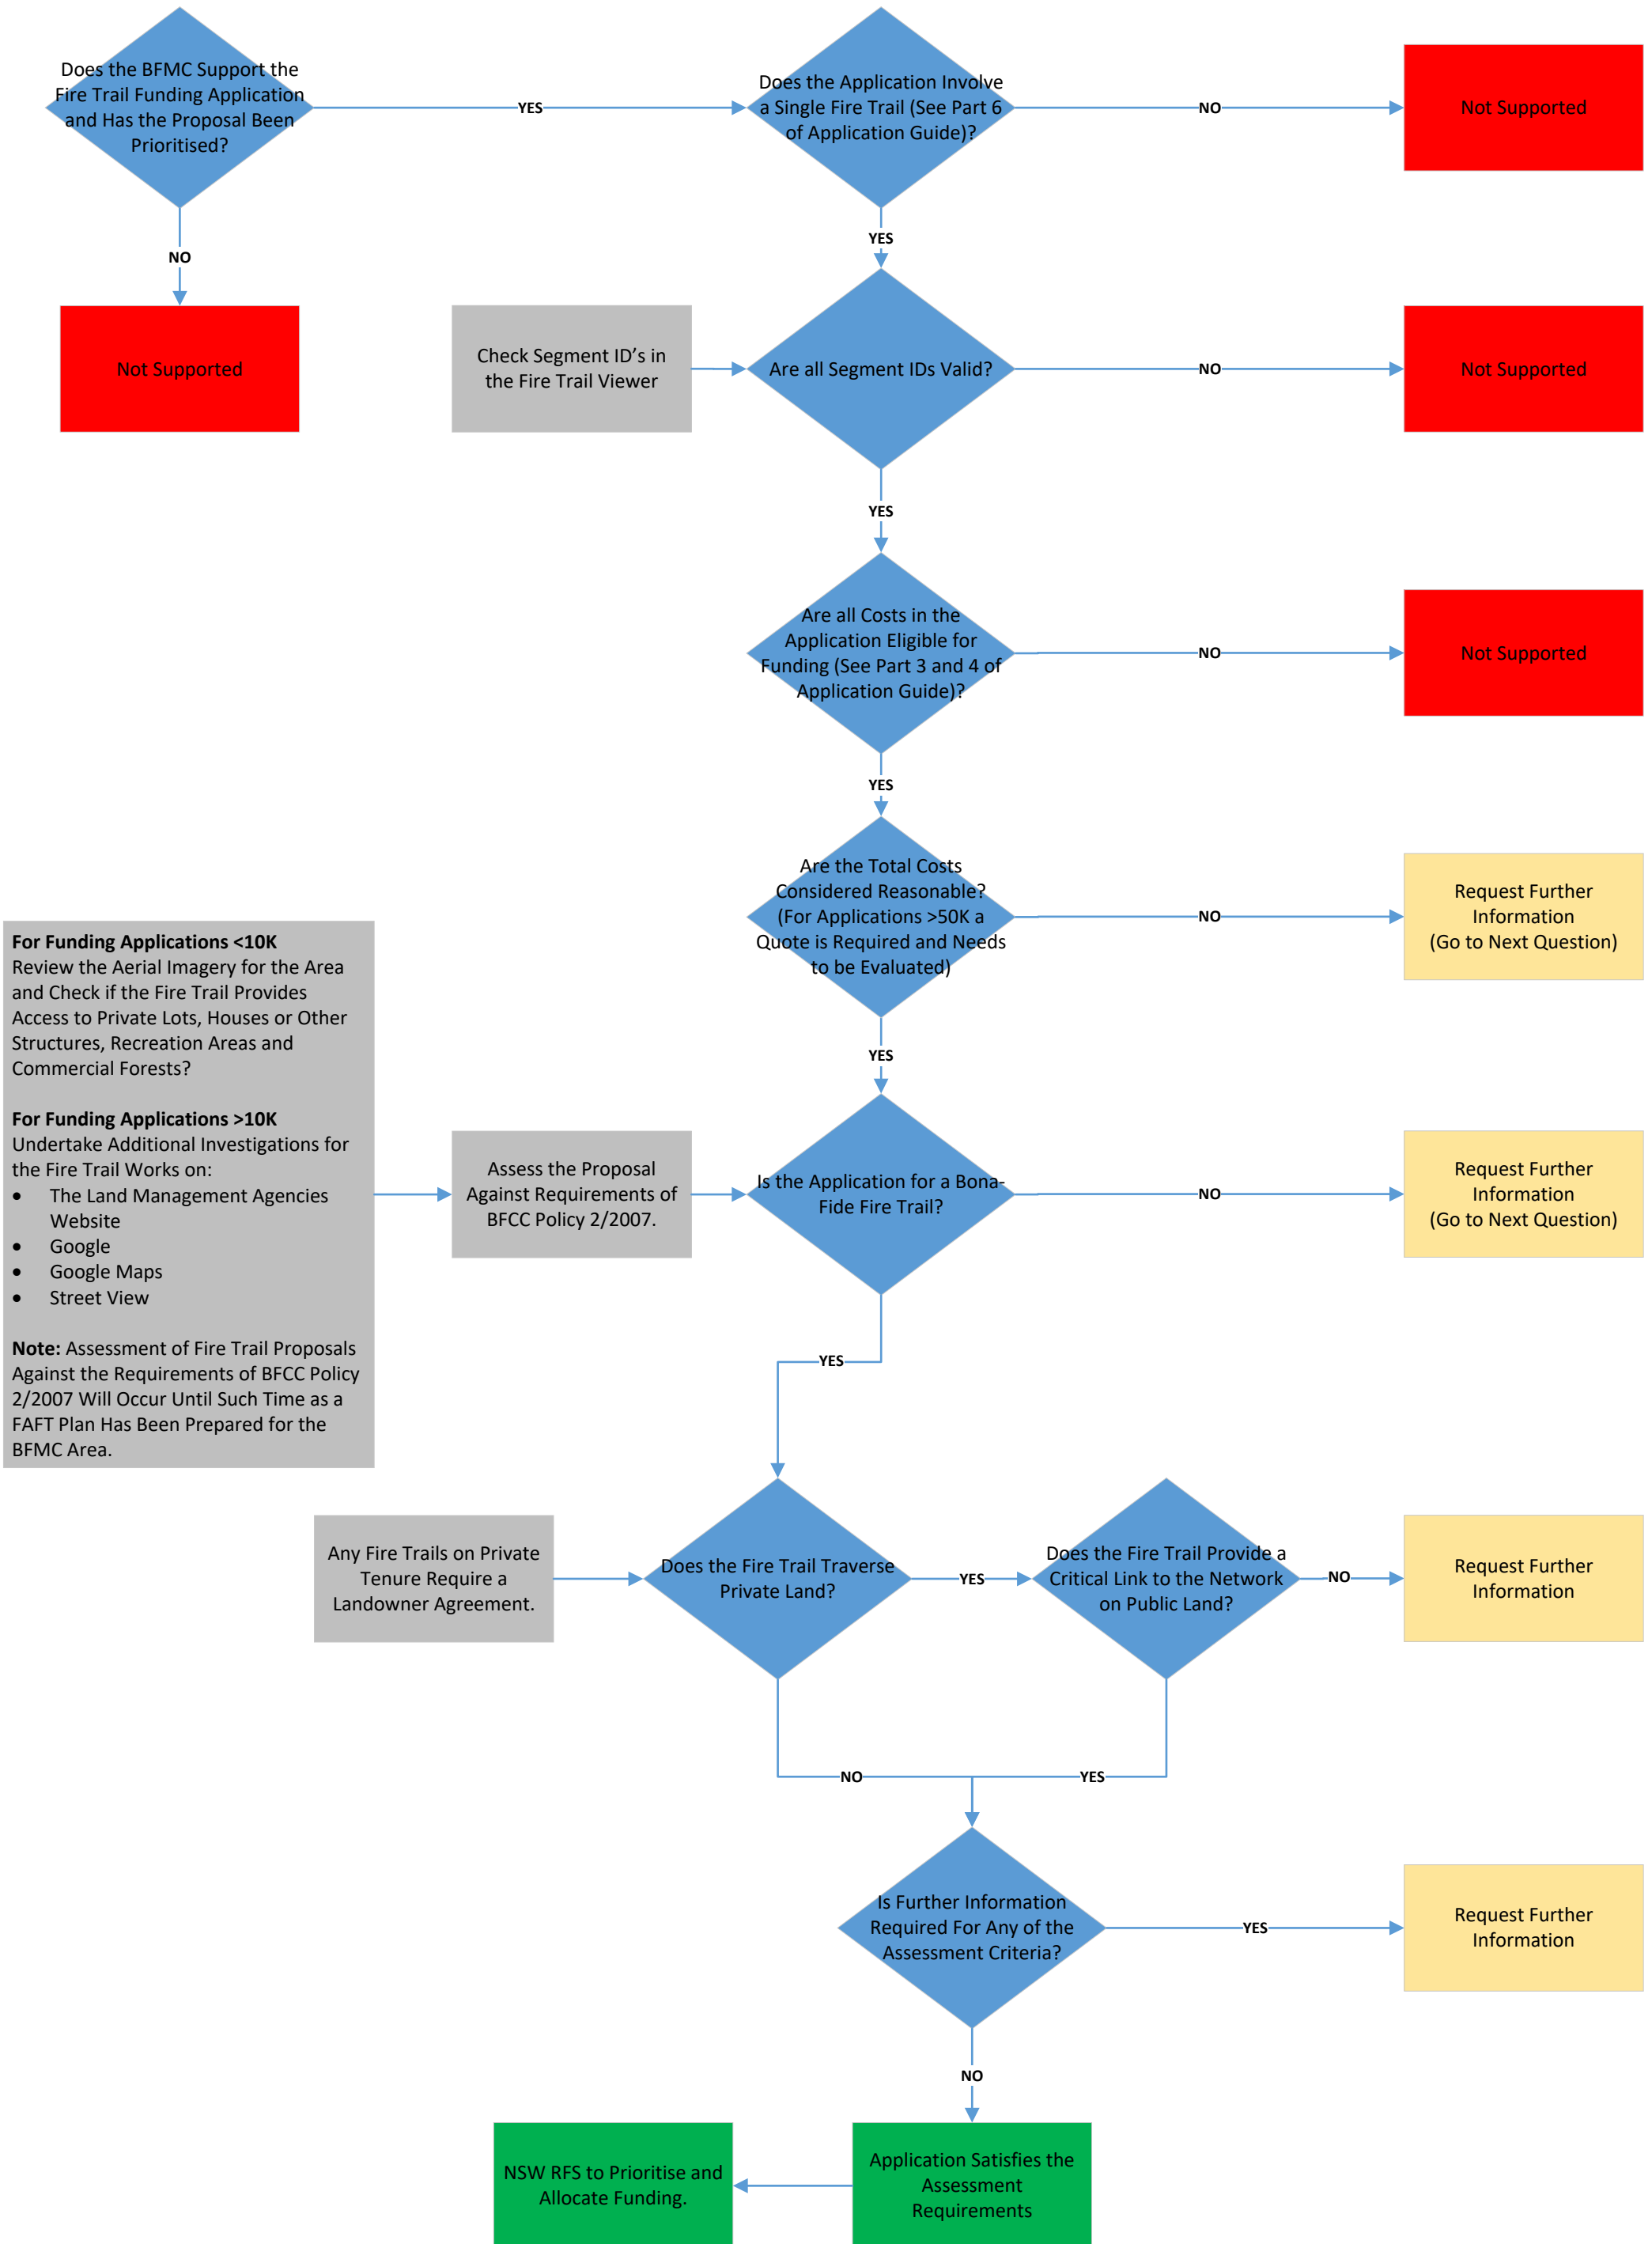 Does the BFMC Support the
Fire Trail Funding Application
and Has the Proposal Been
Prioritised?
YES
Does the Application Involve
a Single Fire Trail (See Part 6
of Application Guide)?
NO
Not Supported
NO
YES
Not Supported
Check Segment ID's in
the Fire Trail Viewer
Are all Segment IDs Valid?
NO
Not Supported
YES
Are all Costs in the
Application Eligible for
Funding (See Part 3 and 4 of
Application Guide)?
NO
Not Supported
YES
Are the Total Costs
Considered Reasonable?
(For Applications >50K a
Quote is Required and Needs
to be Evaluated)
NO
Request Further
Information
(Go to Next Question)
YES
For Funding Applications <10K
Review the Aerial Imagery for the Area
and Check if the Fire Trail Provides
Access to Private Lots, Houses or Other
Structures, Recreation Areas and
Commercial Forests?
For Funding Applications >10K
Undertake Additional Investigations for
the Fire Trail Works on:
• The Land Management Agencies
Website
• Google
• Google Maps
• Street View
Note: Assessment of Fire Trail Proposals
Against the Requirements of BFCC Policy
2/2007 Will Occur Until Such Time as a
FAFT Plan Has Been Prepared for the
BFMC Area.
Assess the Proposal
Against Requirements of
BFCC Policy 2/2007.
Is the Application for a Bona-
Fide Fire Trail?
NO
Request Further
Information
(Go to Next Question)
YES
Any Fire Trails on Private
Tenure Require a
Landowner Agreement.
Does the Fire Trail Traverse
Private Land?
YES
Does the Fire Trail Provide a
Critical Link to the Network
on Public Land?
NO
Request Further
Information
NO
YES
Is Further Information
Required For Any of the
Assessment Criteria?
YES
Request Further
Information
NO
NSW RFS to Prioritise and
Allocate Funding.
Application Satisfies the
Assessment
Requirements